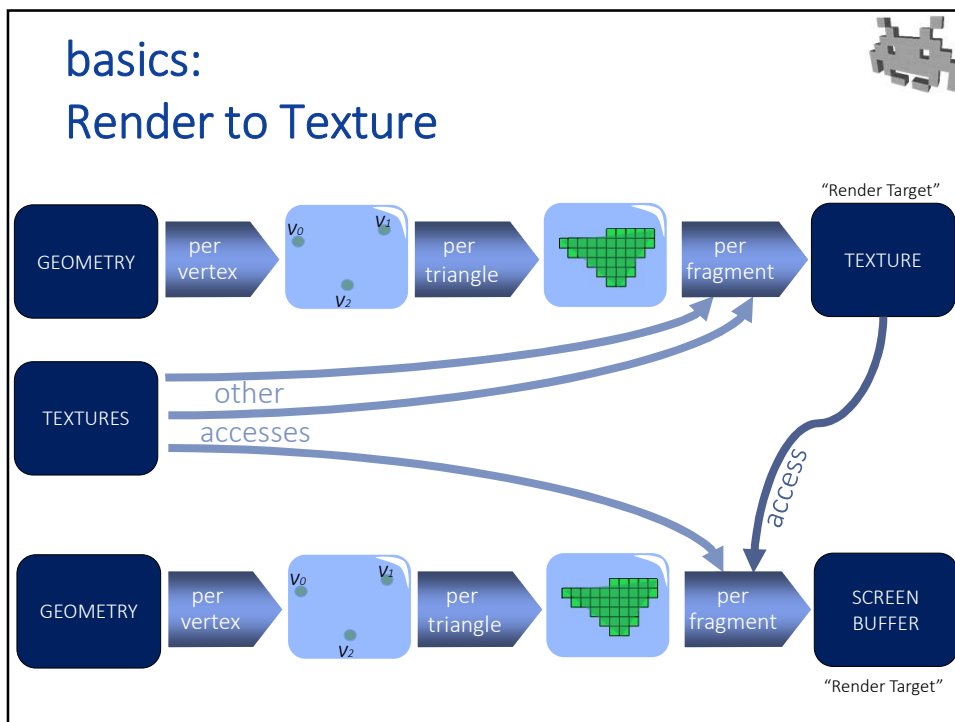 basics:
Render to Texture
"Render Target"
GEOMETRY
per
vertex
v0
v1
v2
per
triangle
per
fragment
TEXTURE
TEXTURES
other
accesses
access
GEOMETRY
per
vertex
v0
v1
v2
per
triangle
per
fragment
SCREEN
BUFFER
"Render Target"